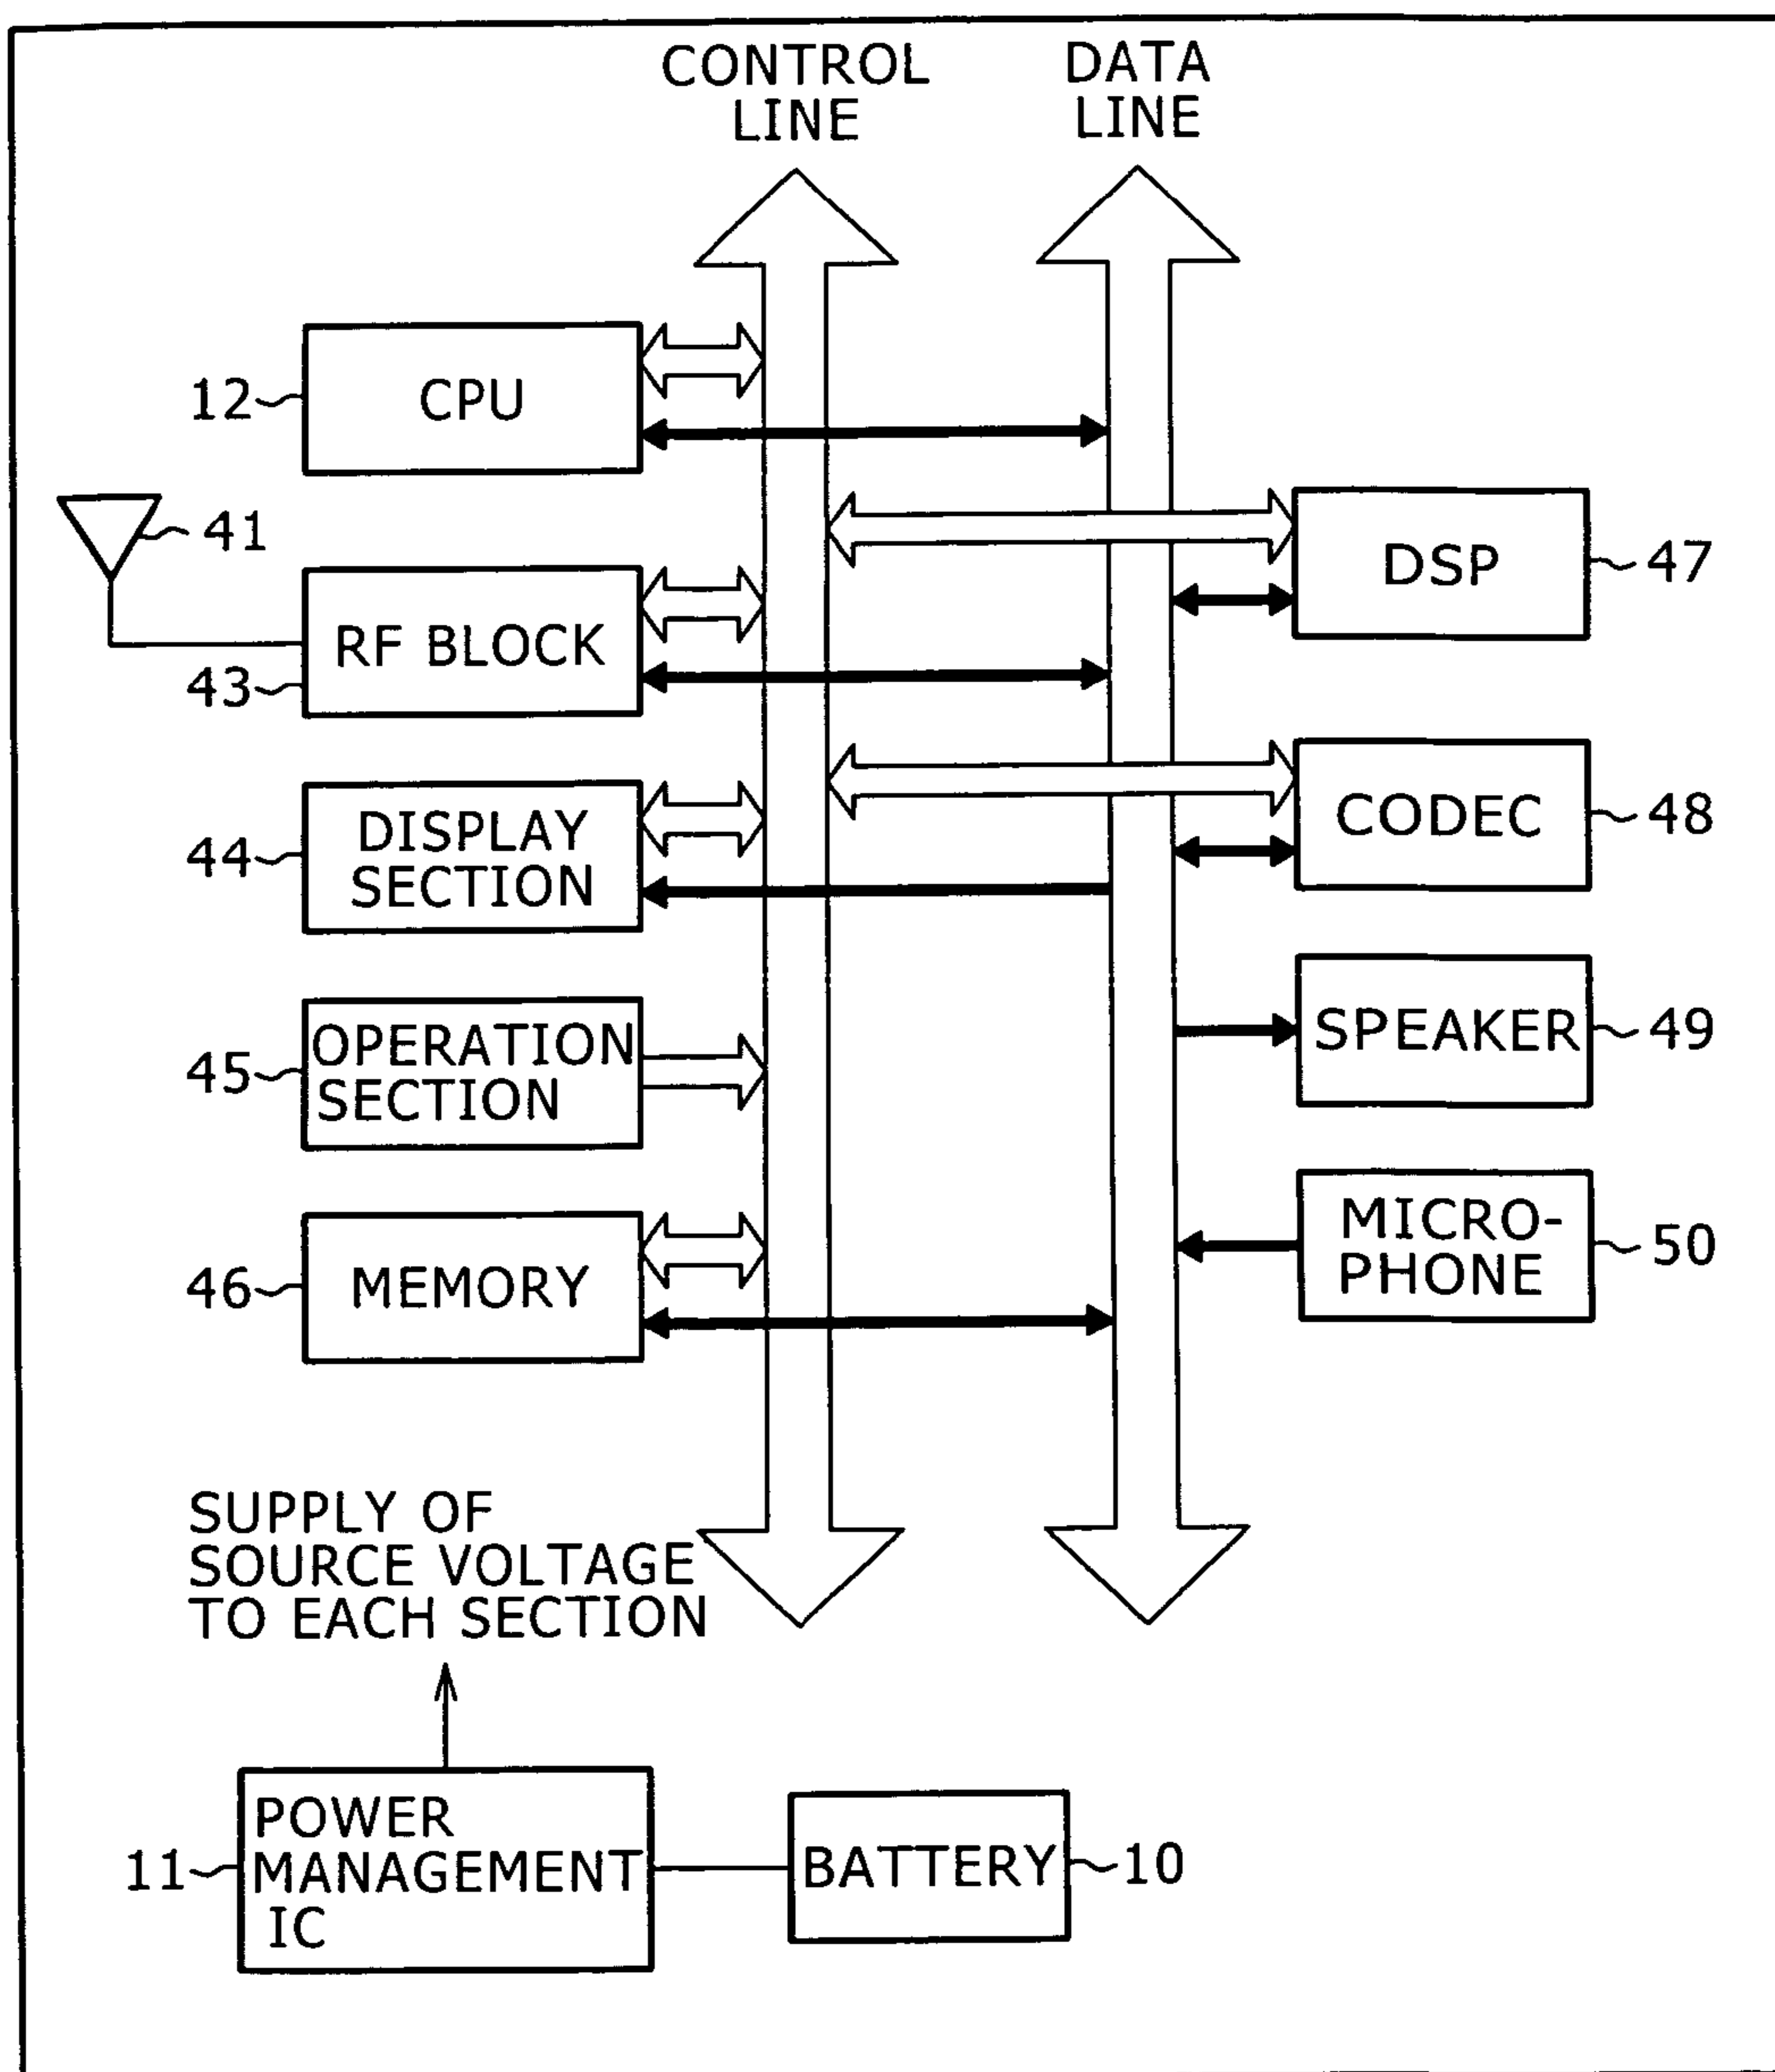 CONTROL
LINE
DATA
LINE
12
CPU
41
47
DSP
43
RF BLOCK
44
DISPLAY
SECTION
48
CODEC
45
OPERATION
SECTION
49
SPEAKER
46
MEMORY
50
MICRO-
PHONE
SUPPLY OF
SOURCE VOLTAGE
TO EACH SECTION
11
POWER
MANAGEMENT
IC
BATTERY
10